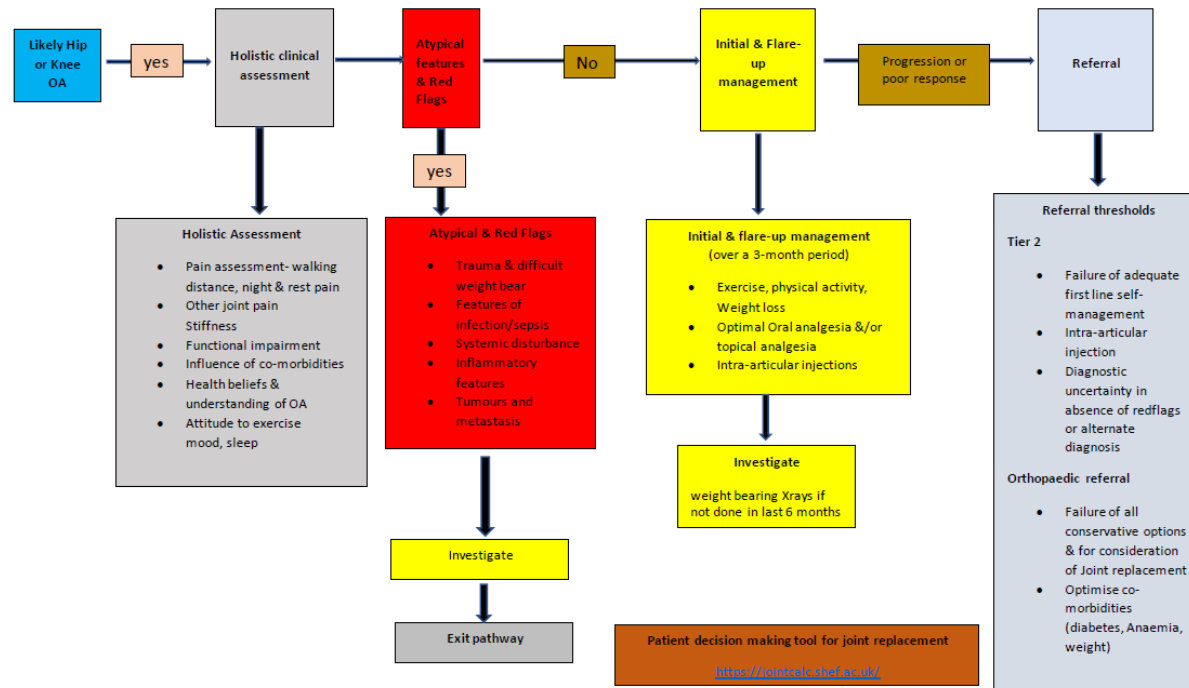 Likely Hip
or Knee
OA
yes
Holistic clinical
assessment
Atypical
features
& Red
Flags
No
Initial & Flare-
up
management
Progression or
poor response
Referral
yes
Holistic Assessment
Pain assessment- walking
distance, night & rest pain
Other joint pain
Stiffness
Functional impairment
Influence of co-morbidities
Health beliefs &
understanding of OA
Attitude to exercise
mood, sleep
Atypical & Red Flags
Trauma & difficult
weight bear
Features of
infection/sepsis
Systemic disturbance
Inflammatory
features
Tumours and
metastasis
Investigate
Exit pathway
Initial & flare-up management
(over a 3-month period)
Exercise, physical activity,
Weight loss
Optimal Oral analgesia &/or
topical analgesia
Intra-articular injections
Investigate
weight bearing Xrays if
not done in last 6 months
Patient decision making tool for joint replacement
https://jointcalc.shef.ac.uk/
Referral thresholds
Tier 2
Failure of adequate
first line self-
management
Intra-articular
injection
Diagnostic
uncertainty in
absence of redflags
or alternate
diagnosis
Orthopaedic referral
Failure of all
conservative options
& for consideration
of Joint replacement
Optimise co-
morbidities
(diabetes, Anaemia,
weight)